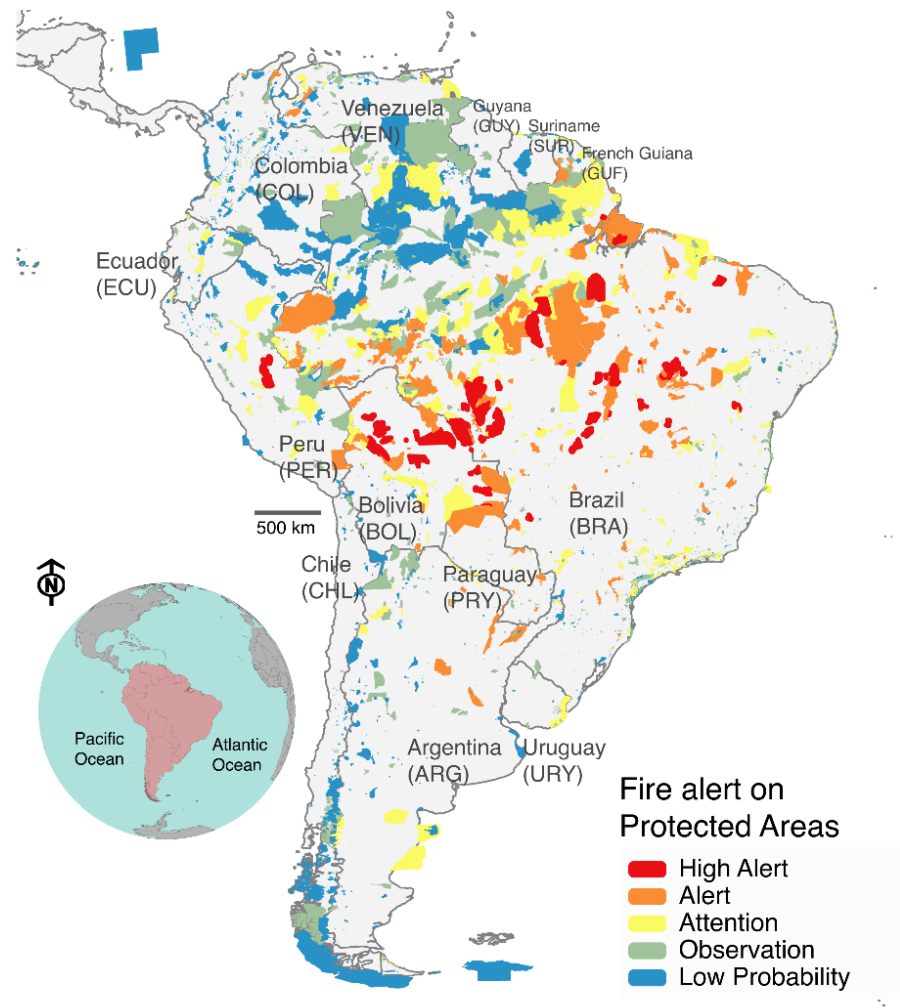 Venezuela
(VEN)
Guyana
(GUY)
Suriname
(SUR)
French Guiana
(GUF)
Colombia
(COL)
Ecuador
(ECU)
Peru
(PER)
Bolivia
(BOL)
Brazil
(BRA)
500 km
Chile
(CHL)
Paraguay
(PRY)
N
Pacific
Ocean
Atlantic
Ocean
Argentina
(ARG)
Uruguay
(URY)
Fire alert on
Protected Areas
High Alert
Alert
Attention
Observation
Low Probability